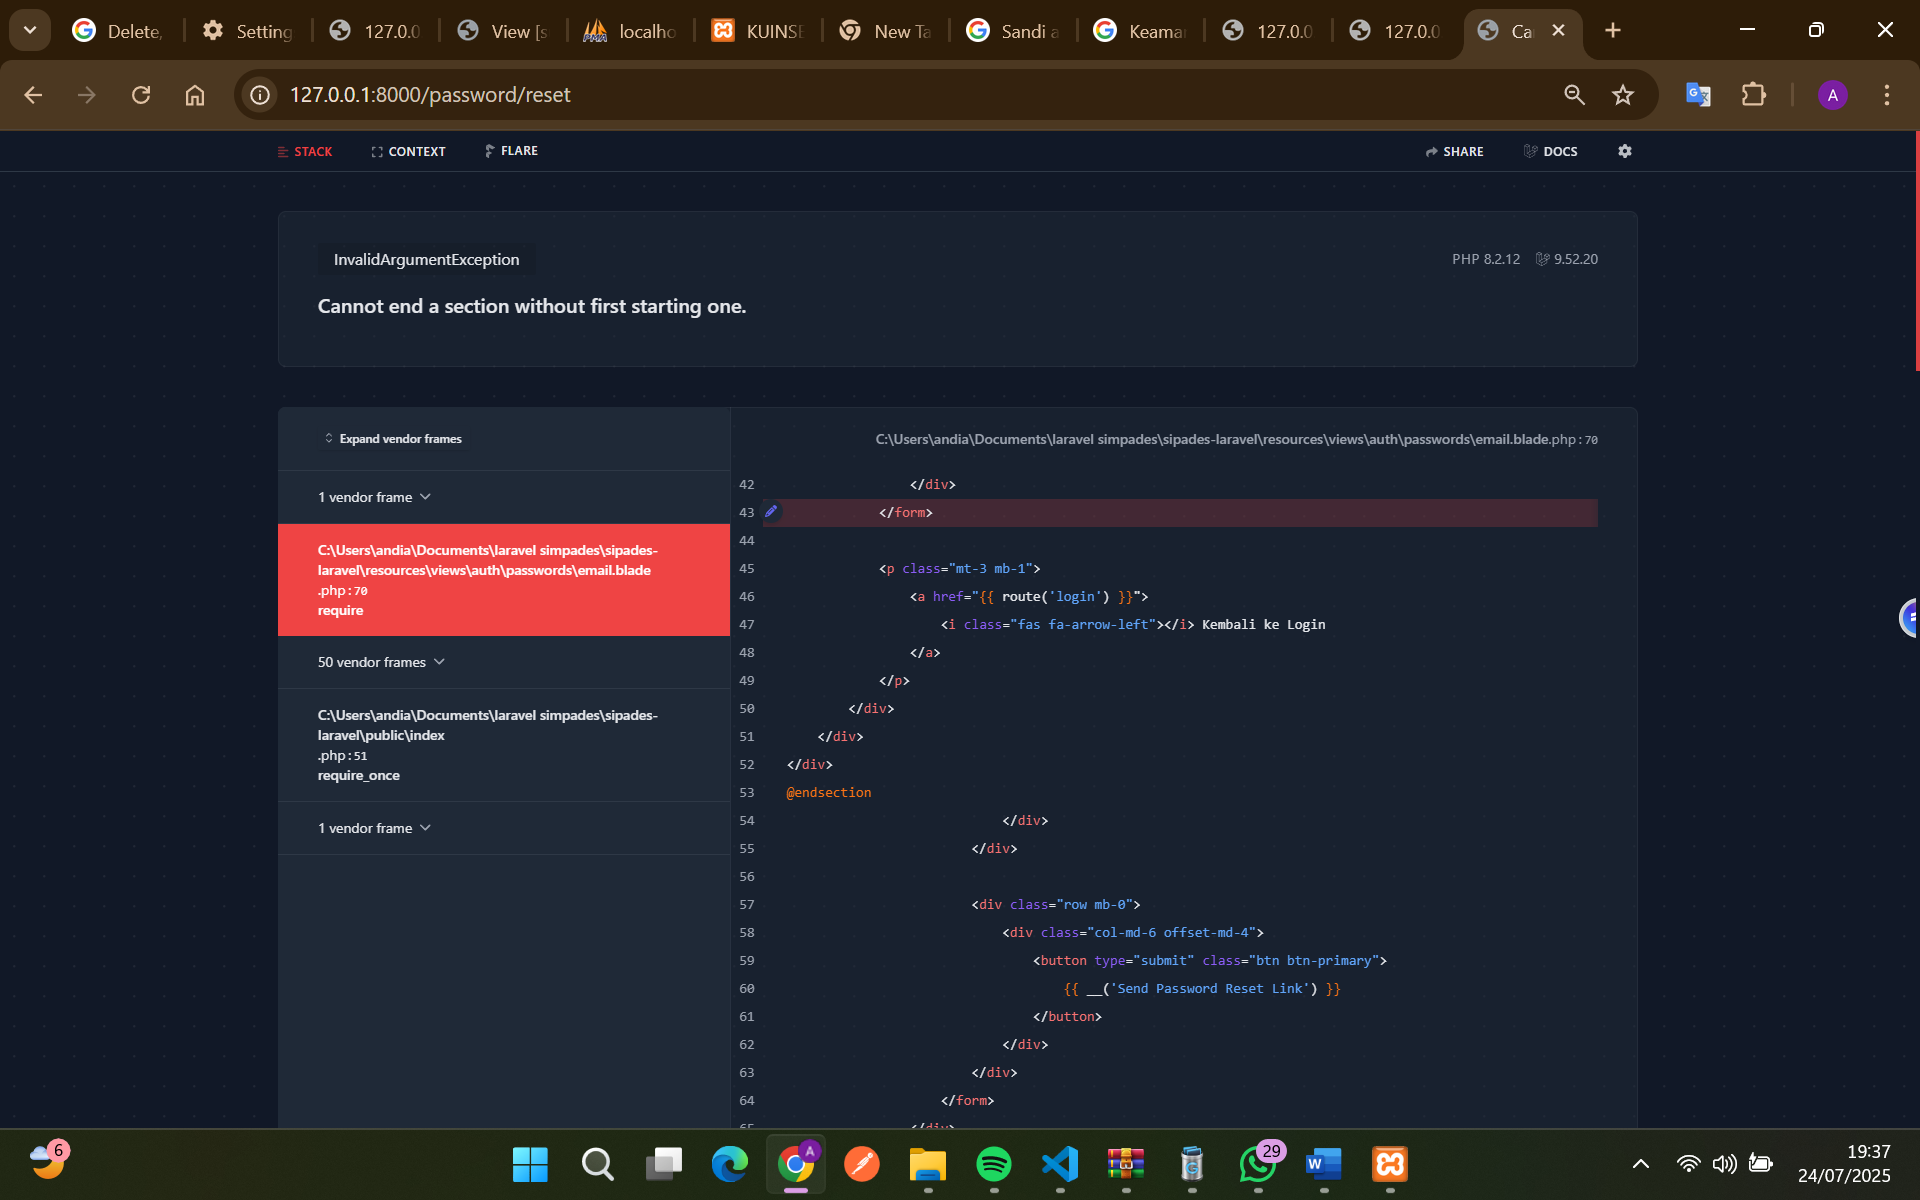 Delete,
Setting
127.0.0
View [s
localho
KUINSE
New Ta
Sandi a
Keamar
127.0.0
127.0.0
Ca
127.0.0.1:8000/password/reset
A
STACK
CONTEXT
FLARE
SHARE
DOCS
InvalidArgumentException
PHP 8.2.12
9.52.20
Cannot end a section without first starting one.
Expand vendor frames
1 vendor frame
C:\Users\andia\Documents\laravel simpades\sipades-
laravel\resources\views\auth\passwords\email.blade
.php:70
require
50 vendor frames
C:\Users\andia\Documents\laravel simpades\sipades-
laravel\public\index
.php:51
require_once
1 vendor frame
C:\Users\andia\Documents\laravel simpades\sipades-laravel\resources\views\auth\passwords\email.blade.php:70
42 </div>
43 </form>
44
45 <p class="mt-3 mb-1">
46 <a href="{{ route('login') }}">
47 <i class="fas fa-arrow-left"></i> Kembali ke Login
48 </a>
49 </p>
50 </div>
51 </div>
52 </div>
53 @endsection
54 </div>
55 </div>
56
57 <div class="row mb-0">
58 <div class="col-md-6 offset-md-4">
59 <button type="submit" class="btn btn-primary">
60 {{ __('Send Password Reset Link') }}
61 </button>
62 </div>
63 </div>
64 </form>
65 </div>
6
A
29
19:37
24/07/2025